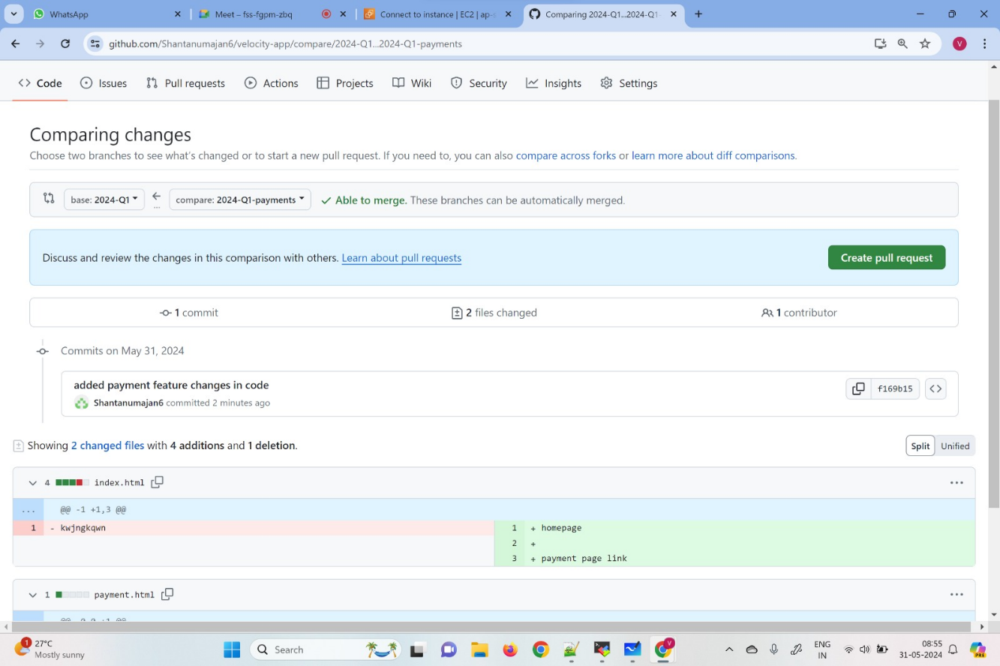 WhatsApp
Meet – fss-fgpm-zbq
Connect to instance | EC2 | ap-s
Comparing 2024-Q1...2024-Q1-
github.com/Shantanumajan6/velocity-app/compare/2024-Q1...2024-Q1-payments
V
Code Issues Pull requests Actions Projects Wiki Security Insights Settings
Comparing changes
Choose two branches to see what's changed or to start a new pull request. If you need to, you can also compare across forks or learn more about diff comparisons.
base: 2024-Q1 ... compare: 2024-Q1-payments Able to merge. These branches can be automatically merged.
Discuss and review the changes in this comparison with others. Learn about pull requests Create pull request
1 commit 2 files changed 1 contributor
Commits on May 31, 2024
added payment feature changes in code
f169b15
Shantanumajan6 committed 2 minutes ago
Showing 2 changed files with 4 additions and 1 deletion. Split Unified
4 index.html
... @@ -1 +1,3 @@
1 - kwjngkqwn 1 + homepage
2 +
3 + payment page link
1 payment.html
@@ -0,0 +1 @@
1
27°C
Mostly sunny
Search
V
ENG
IN
08:55
31-05-2024
PRE